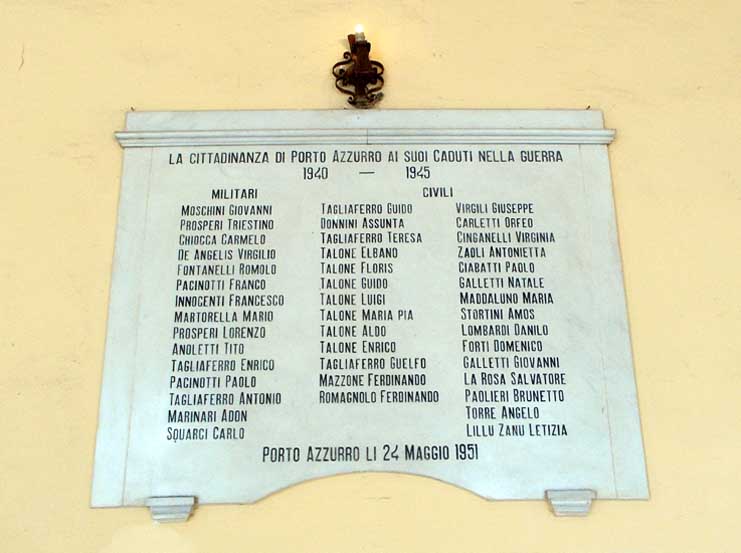 LA CITTADINANZA DI PORTO AZZURRO AI SUOI CADUTI NELLA GUERRA
1940 — 1945
MILITARI
MOSCHINI GIOVANNI
PROSPERI TRIESTINO
CHIOCCA CARMELO
DE ANGELIS VIRGILIO
FONTANELLI ROMOLO
PACINOTTI FRANCO
INNOCENTI FRANCESCO
MARTORELLA MARIO
PROSPERI LORENZO
ANOLETTI TITO
TAGLIAFERRO ENRICO
PACINOTTI PAOLO
TAGLIAFERRO ANTONIO
MARINARI ADON
SQUARCI CARLO
CIVILI
TAGLIAFERRO GUIDO
DONNINI ASSUNTA
TAGLIAFERRO TERESA
TALONE ELBANO
TALONE FLORIS
TALONE GUIDO
TALONE LUIGI
TALONE MARIA PIA
TALONE ALDO
TALONE ENRICO
TAGLIAFERRO GUELFO
MAZZONE FERDINANDO
ROMAGNOLO FERDINANDO
VIRGILI GIUSEPPE
CARLETTI ORFEO
CINGANELLI VIRGINIA
ZAOLI ANTONIETTA
CIABATTI PAOLO
GALLETTI NATALE
MADDALUNO MARIA
STORTINI AMOS
LOMBARDI DANILO
FORTI DOMENICO
GALLETTI GIOVANNI
LA ROSA SALVATORE
PAOLIERI BRUNETTO
TORRE ANGELO
LILLU ZANU LETIZIA
PORTO AZZURRO LI 24 MAGGIO 1951